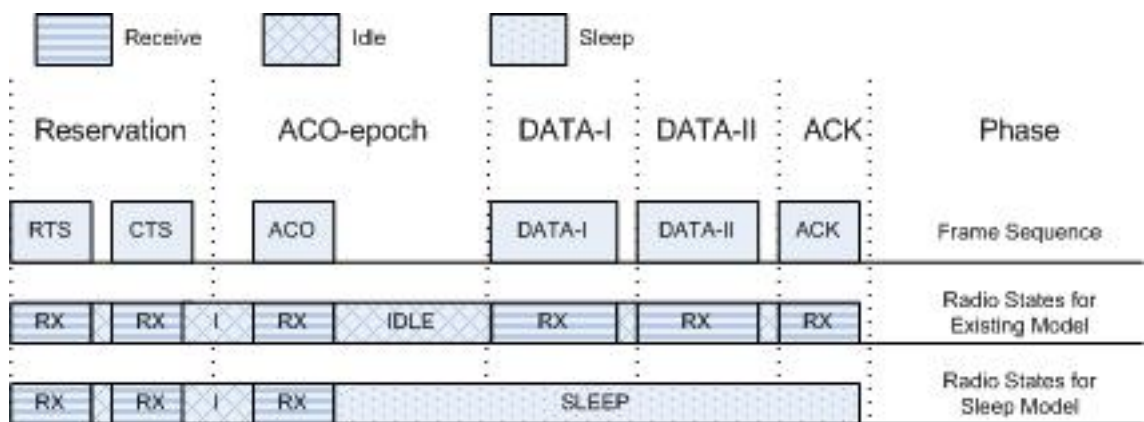 Receive Idle Sleep
Reservation ACO-epoch DATA-I DATA-II ACK Phase
RTS CTS ACO DATA-I DATA-II ACK Frame Sequence
RX RX I RX IDLE RX RX RX Radio States for
Existing Model
RX RX I RX SLEEP Radio States for
Sleep Model